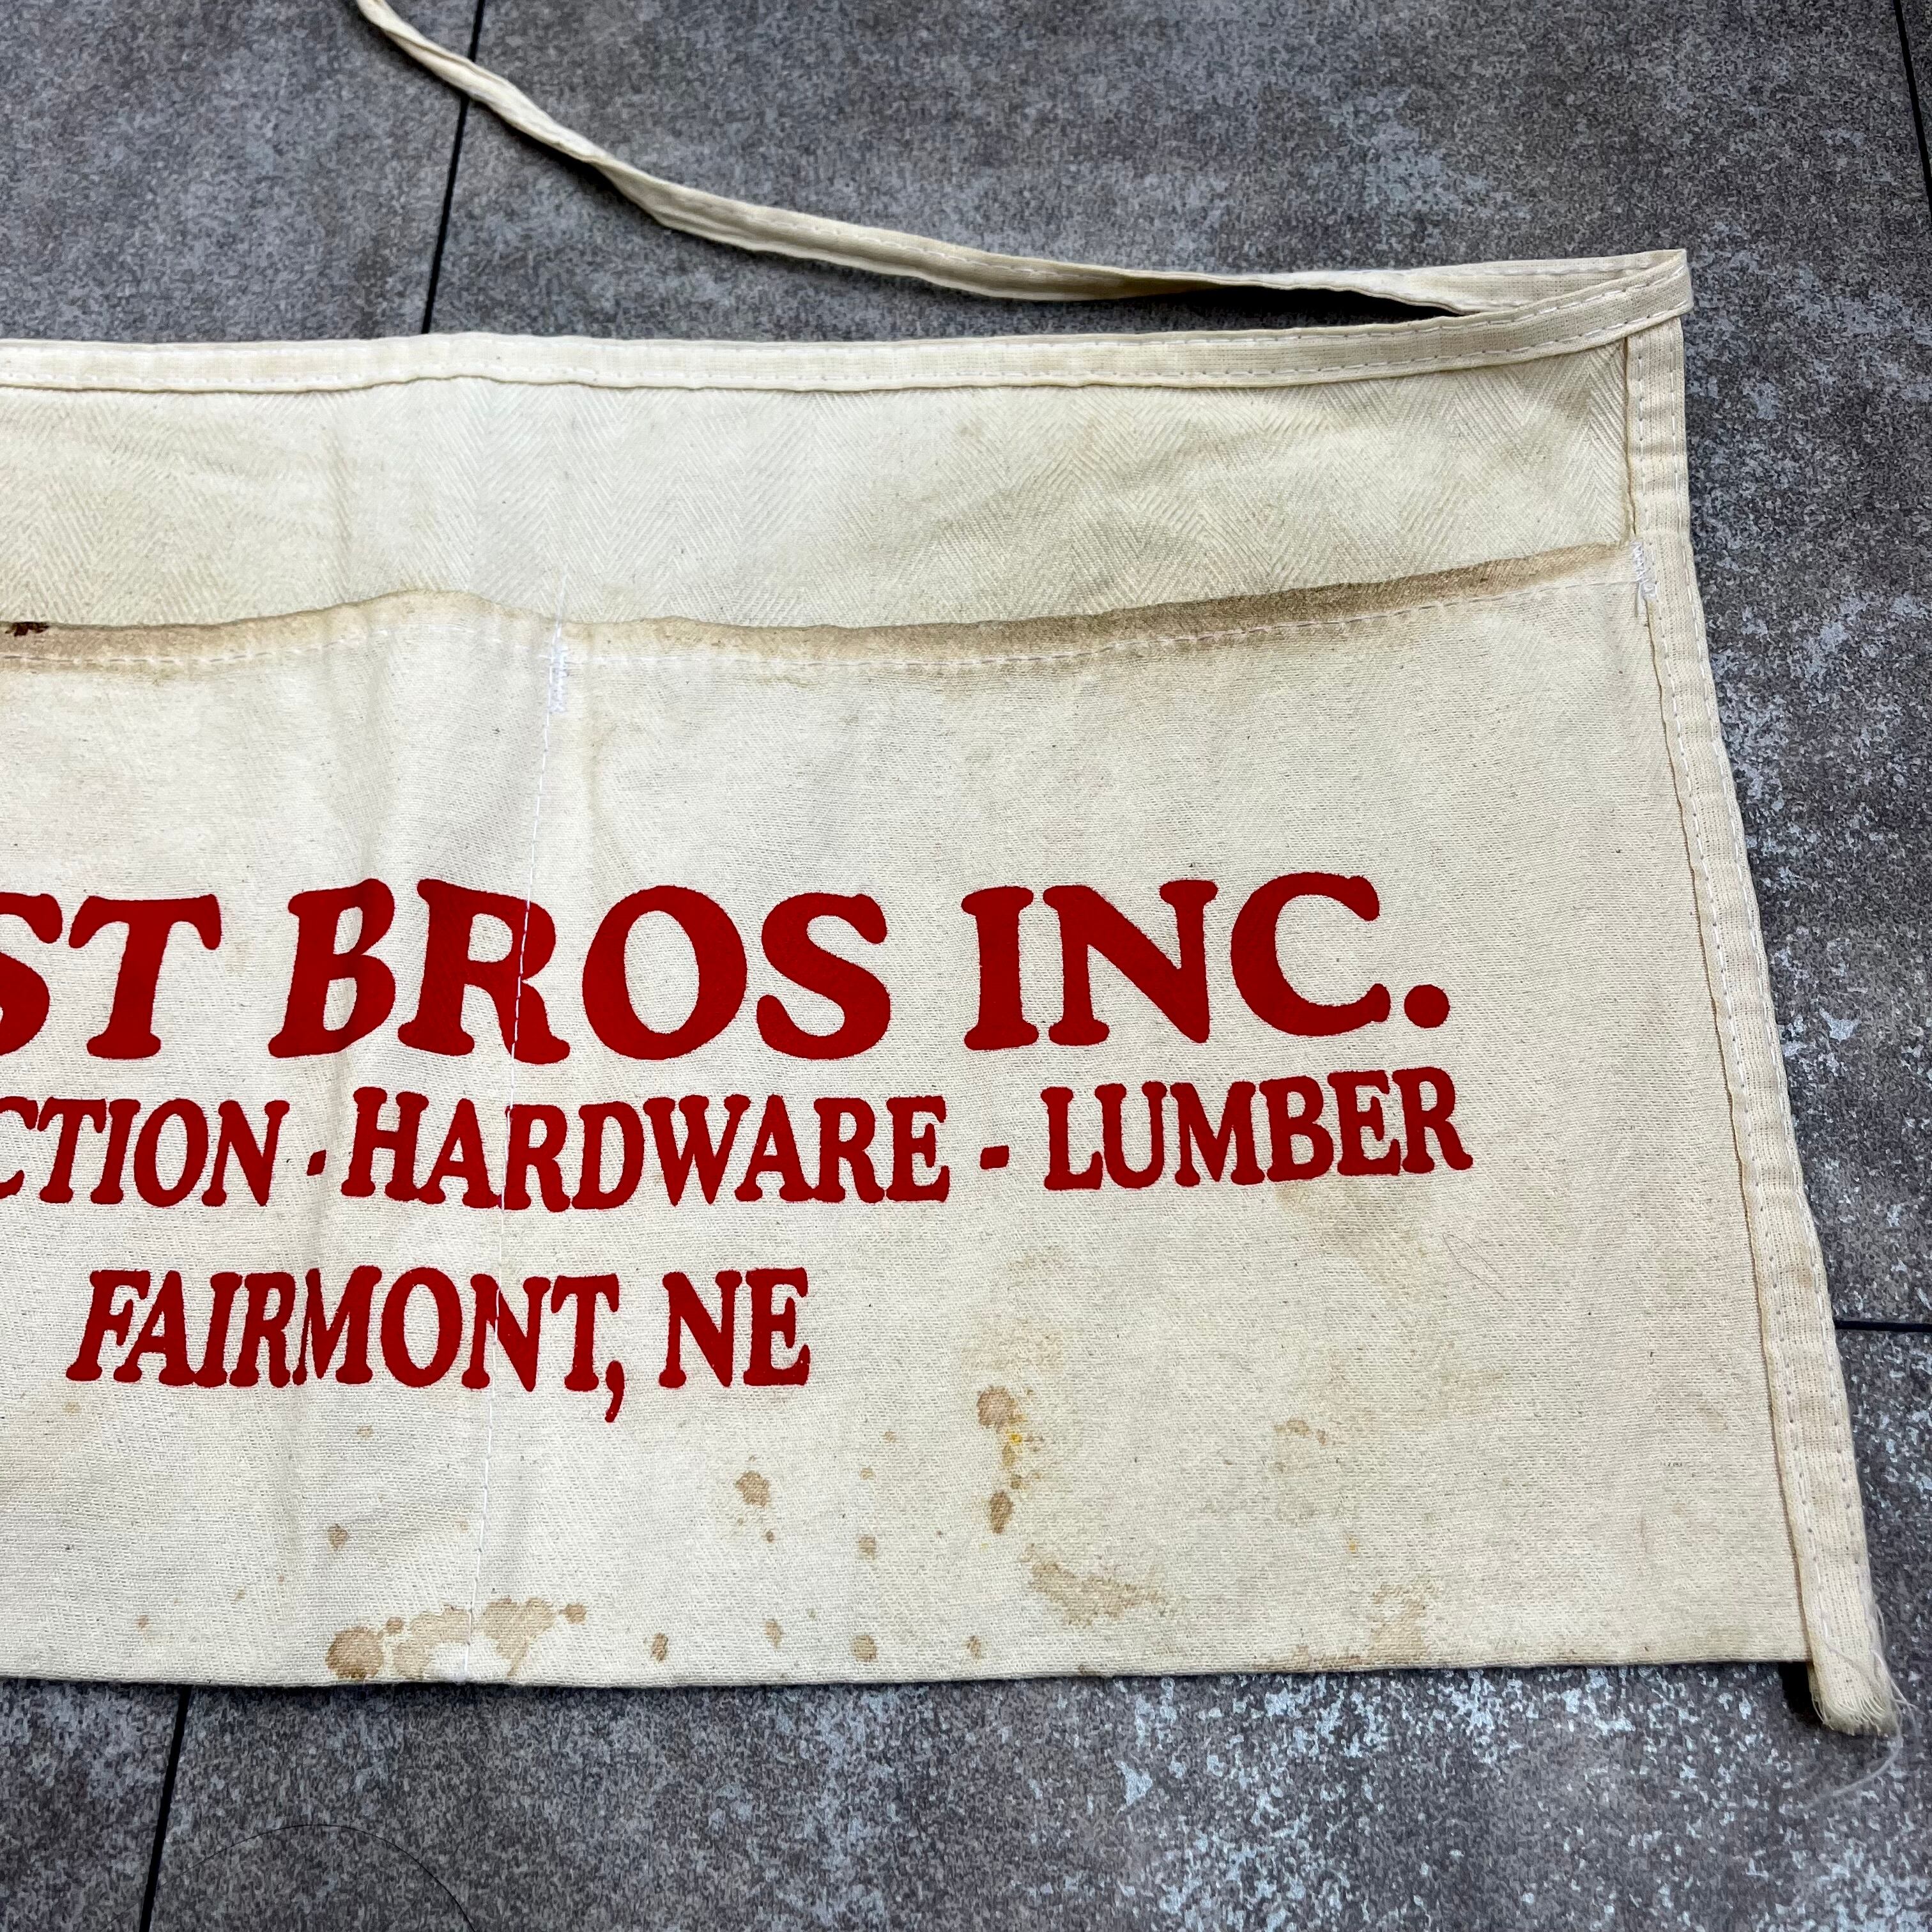 ST BROS INC.
CTION - HARDWARE - LUMBER
FAIRMONT, NE